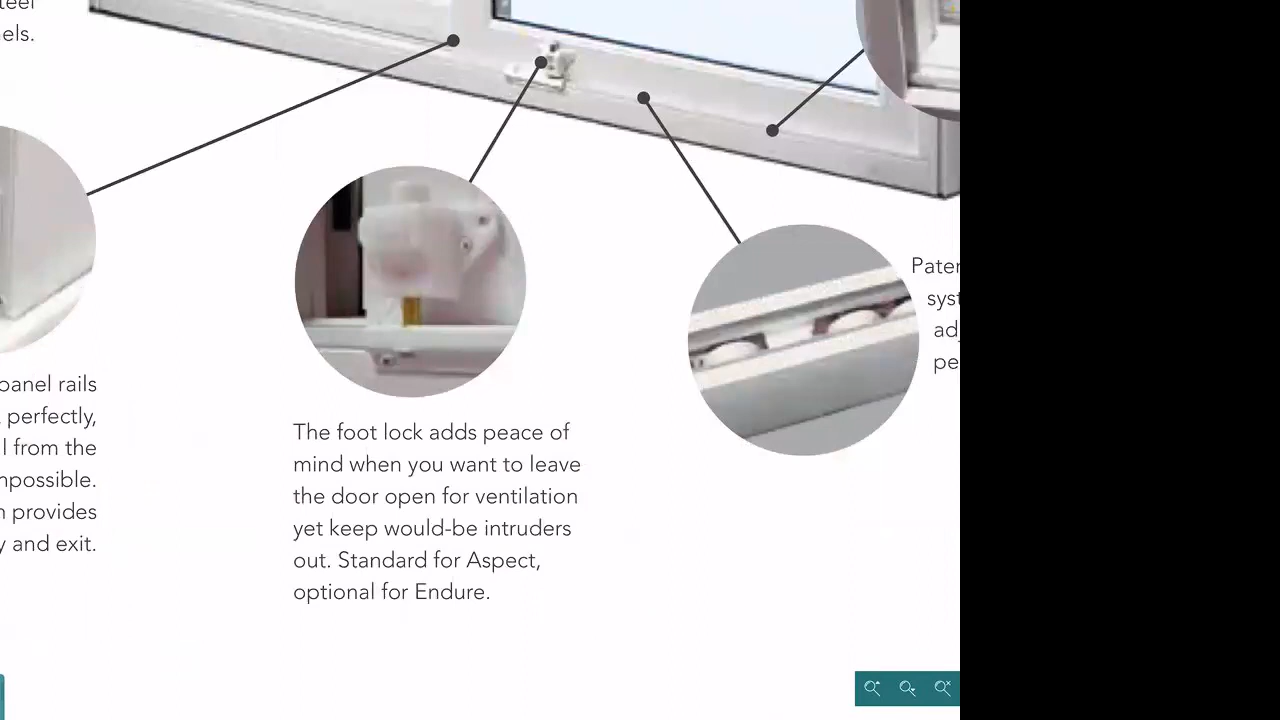 els.
panel rails
perfectly,
from the
n provides
and exit.
The foot lock adds peace of
mind when you want to leave
the door open for ventilation
yet keep would-be intruders
out. Standard for Aspect,
optional for Endure.